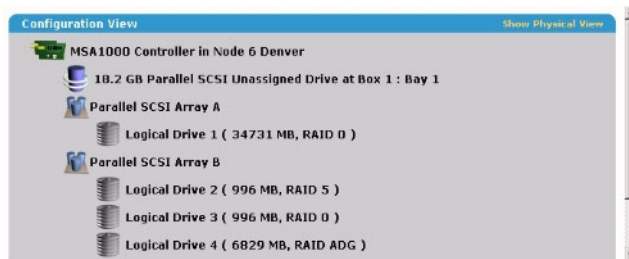 Configuration View
Show Physical View
MSA1000 Controller in Node 6 Denver
18.2 GB Parallel SCSI Unassigned Drive at Box 1 : Bay 1
Parallel SCSI Array A
Logical Drive 1 ( 34731 MB, RAID 0 )
Parallel SCSI Array B
Logical Drive 2 ( 996 MB, RAID 5 )
Logical Drive 3 ( 996 MB, RAID 0 )
Logical Drive 4 ( 6829 MB, RAID ADG )